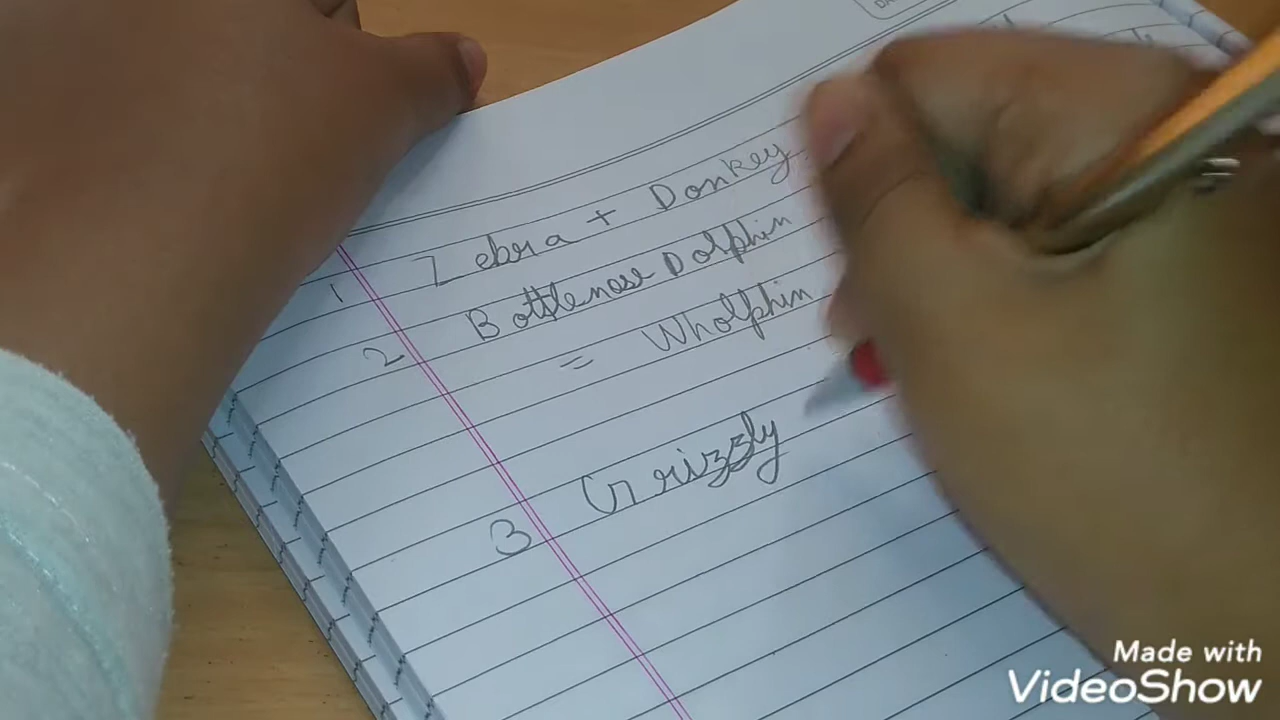 1 Zebra + Donkey
2 Bottlenose Dolphin
= Wholphin
3 Grizzly
Made with
VideoShow